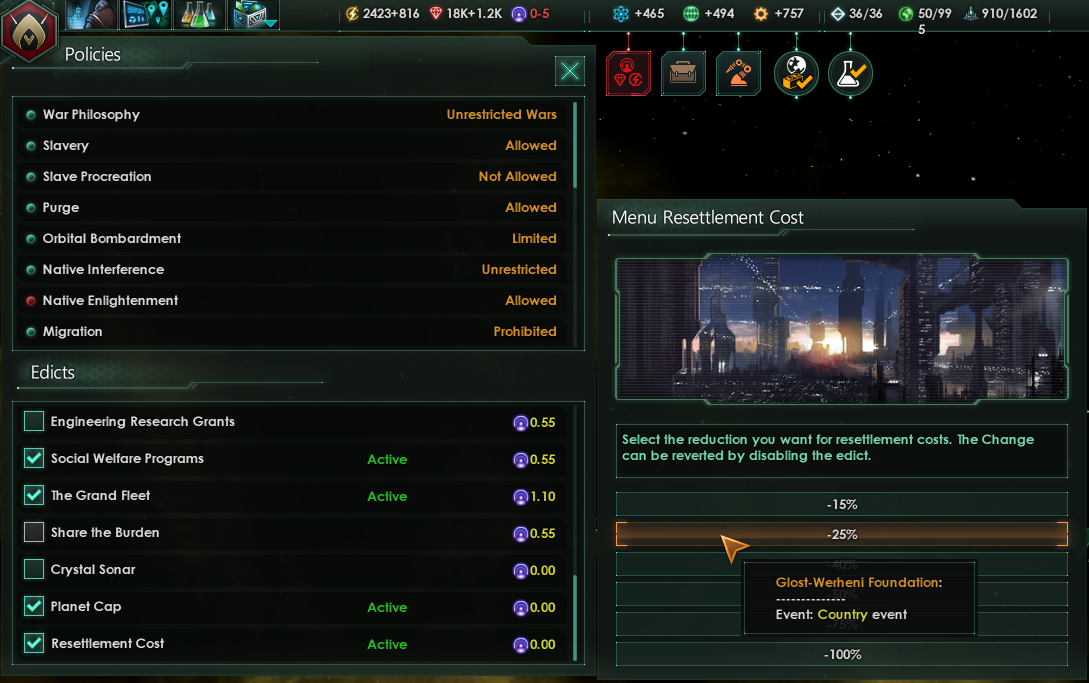 2423+816 18K+1.2K 0-5 +465 +494 +757 36/36 50/99 910/1602
5
Policies
War Philosophy Unrestricted Wars
Slavery Allowed
Slave Procreation Not Allowed
Purge Allowed
Orbital Bombardment Limited
Native Interference Unrestricted
Native Enlightenment Allowed
Migration Prohibited
Edicts
Engineering Research Grants 0.55
Social Welfare Programs Active 0.55
The Grand Fleet Active 1.10
Share the Burden 0.55
Crystal Sonar 0.00
Planet Cap Active 0.00
Resettlement Cost Active 0.00
Menu Resettlement Cost
Select the reduction you want for resettlement costs. The Change
can be reverted by disabling the edict.
-15%
-25%
-40%
-50%
-75%
-100%
Glost-Werheni Foundation:
--------------
Event: Country event